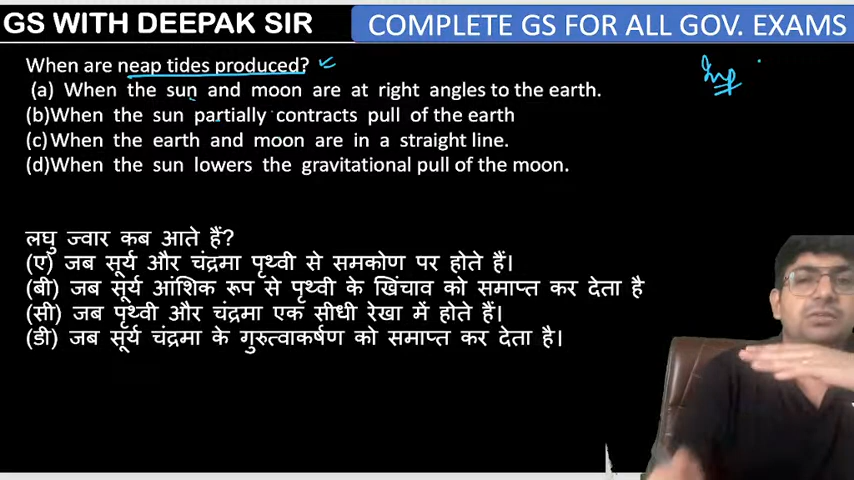 GS WITH DEEPAK SIR
COMPLETE GS FOR ALL GOV. EXAMS
When are neap tides produced?
Imp
(a) When the sun and moon are at right angles to the earth.
(b)When the sun partially contracts pull of the earth
(c)When the earth and moon are in a straight line.
(d)When the sun lowers the gravitational pull of the moon.
लघु ज्वार कब आते हैं?
(ए) जब सूर्य और चंद्रमा पृथ्वी से समकोण पर होते हैं।
(बी) जब सूर्य आंशिक रूप से पृथ्वी के खिंचाव को समाप्त कर देता है
(सी) जब पृथ्वी और चंद्रमा एक सीधी रेखा में होते हैं।
(डी) जब सूर्य चंद्रमा के गुरुत्वाकर्षण को समाप्त कर देता है।